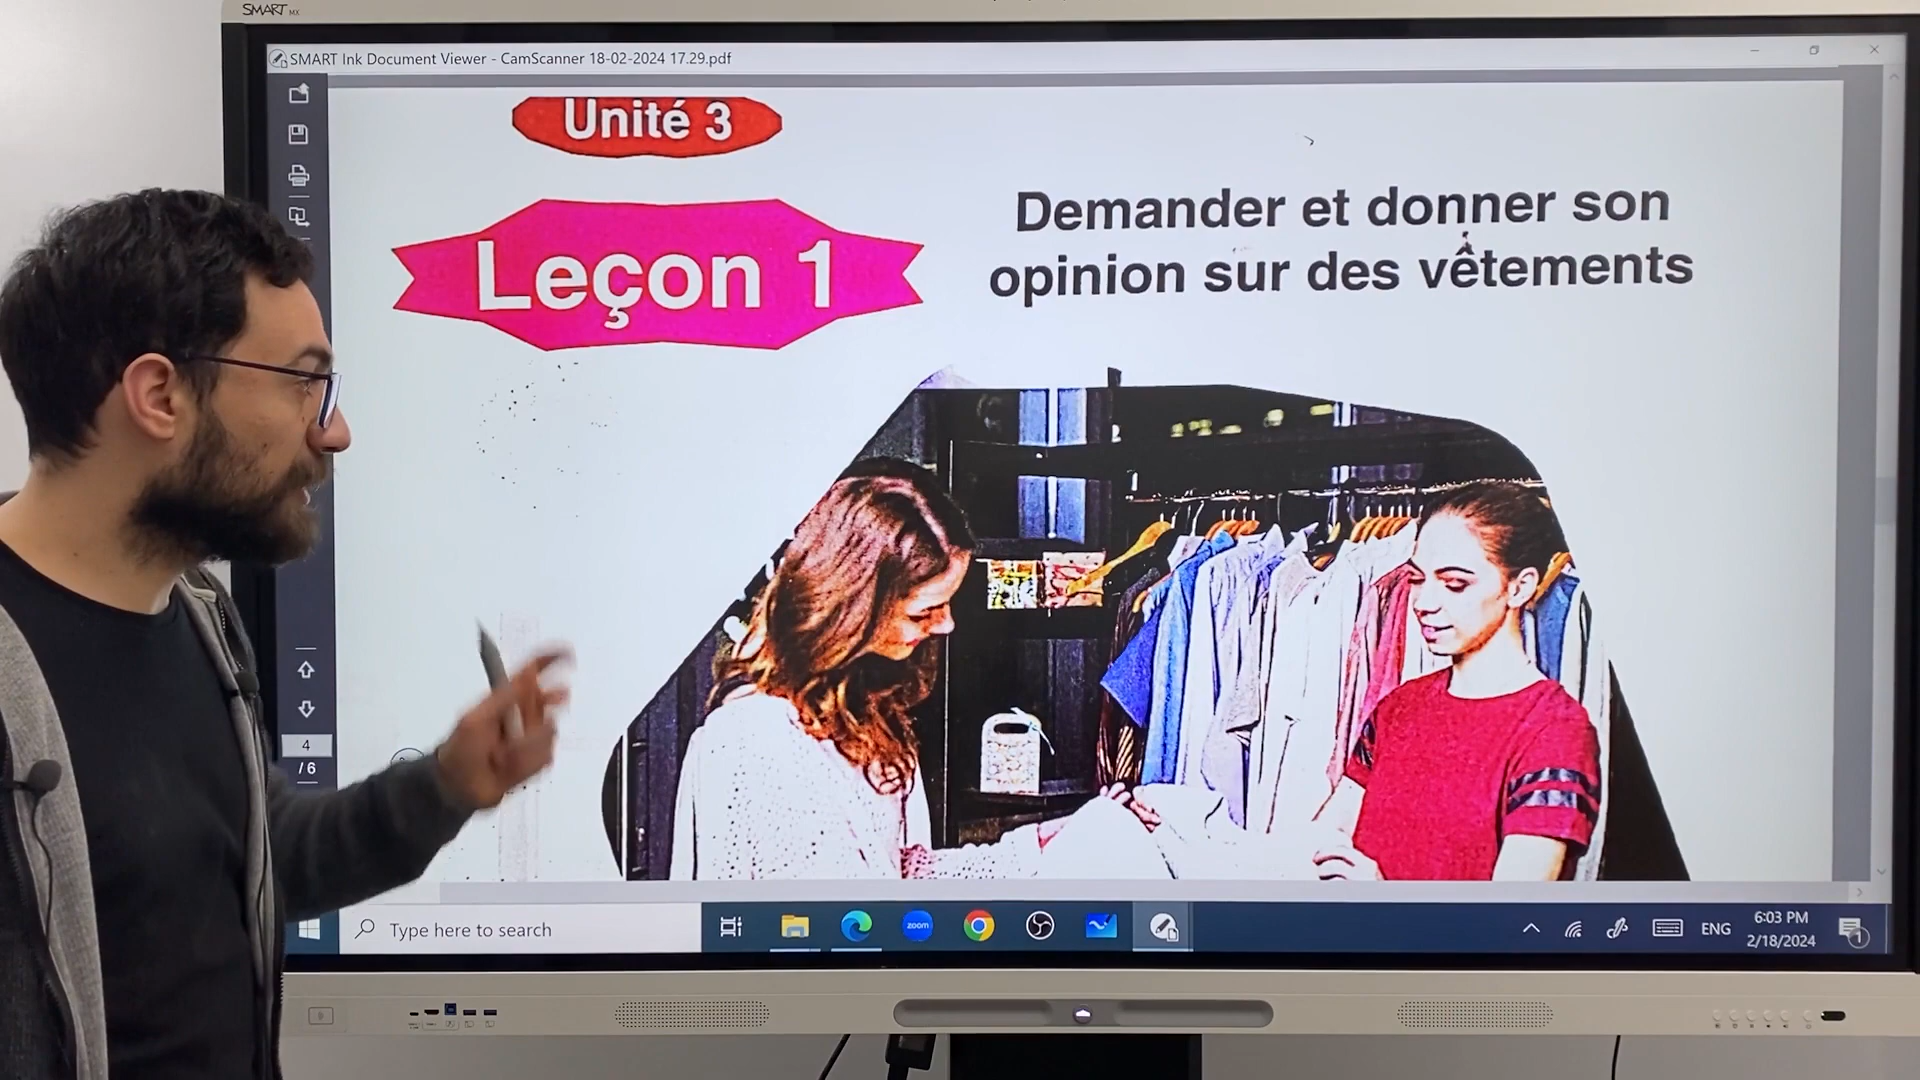 SMART MX
SMART Ink Document Viewer - CamScanner 18-02-2024 17.29.pdf
Unité 3
Leçon 1
Demander et donner son
opinion sur des vêtements
4
/ 6
Type here to search
zoom
ENG
6:03 PM
2/18/2024
1